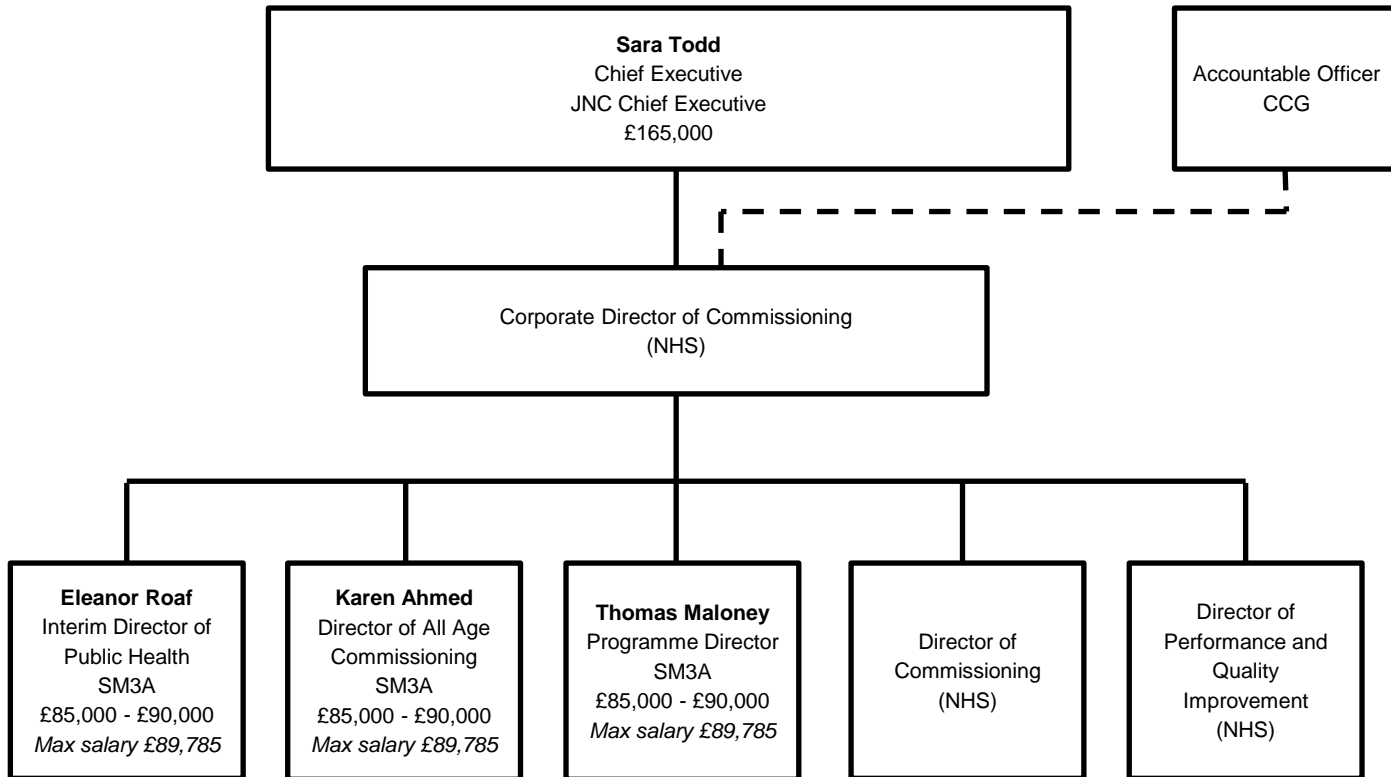 Sara Todd
Chief Executive
JNC Chief Executive
£165,000
Accountable Officer
CCG
Corporate Director of Commissioning
(NHS)
Eleanor Roaf
Interim Director of
Public Health
SM3A
£85,000 - £90,000
Max salary £89,785
Karen Ahmed
Director of All Age
Commissioning
SM3A
£85,000 - £90,000
Max salary £89,785
Thomas Maloney
Programme Director
SM3A
£85,000 - £90,000
Max salary £89,785
Director of
Commissioning
(NHS)
Director of
Performance and
Quality
Improvement
(NHS)